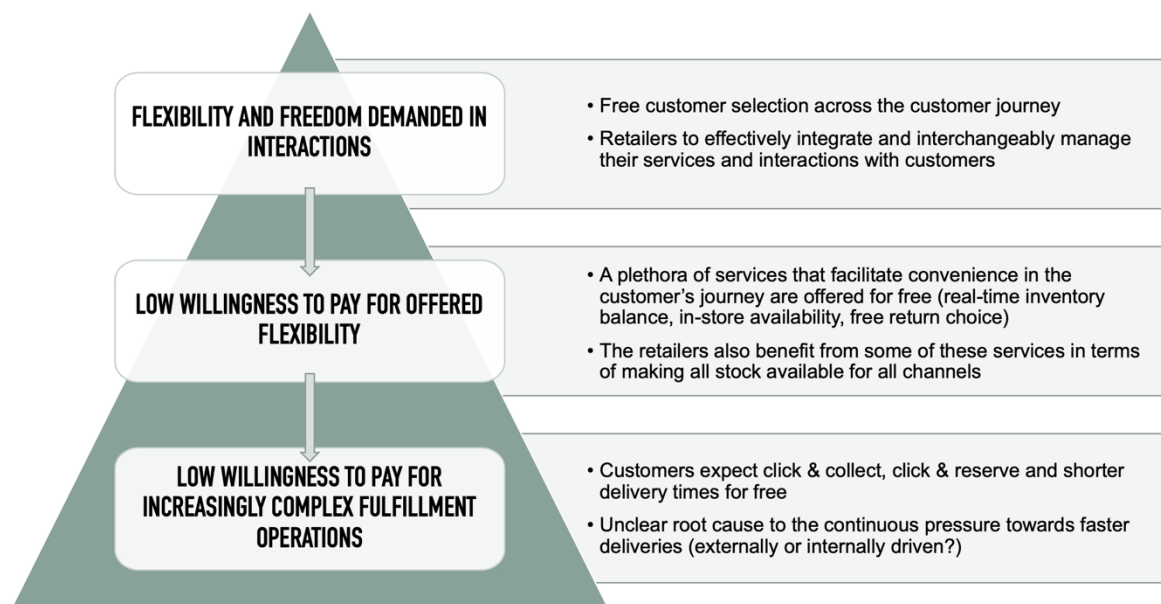 FLEXIBILITY AND FREEDOM DEMANDED IN
INTERACTIONS
• Free customer selection across the customer journey
• Retailers to effectively integrate and interchangeably manage
their services and interactions with customers
LOW WILLINGNESS TO PAY FOR OFFERED
FLEXIBILITY
• A plethora of services that facilitate convenience in the
customer's journey are offered for free (real-time inventory
balance, in-store availability, free return choice)
• The retailers also benefit from some of these services in terms
of making all stock available for all channels
LOW WILLINGNESS TO PAY FOR
INCREASINGLY COMPLEX FULFILLMENT
OPERATIONS
• Customers expect click & collect, click & reserve and shorter
delivery times for free
• Unclear root cause to the continuous pressure towards faster
deliveries (externally or internally driven?)